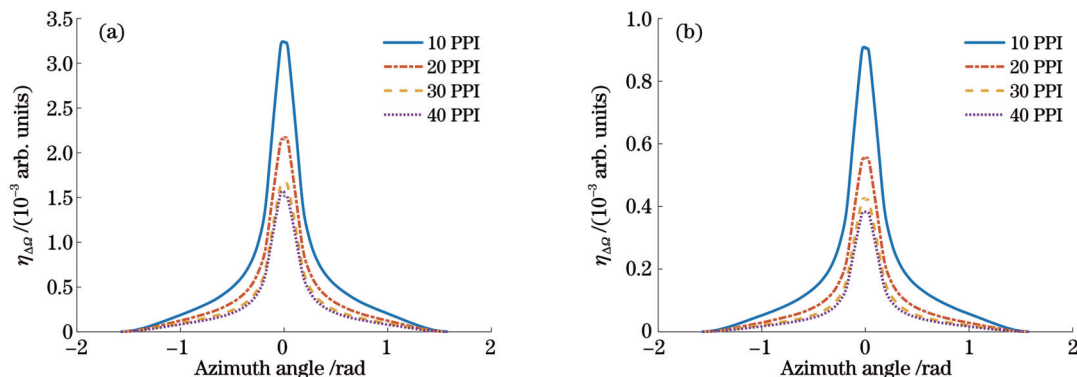 (a)
3.5
3.0
2.5
2.0
1.5
1.0
0.5
0
η_ΔΩ /(10⁻³ arb. units)
10 PPI
20 PPI
30 PPI
40 PPI
−2
−1
0
1
2
Azimuth angle /rad
(b)
1.0
0.8
0.6
0.4
0.2
0
η_ΔΩ /(10⁻³ arb. units)
10 PPI
20 PPI
30 PPI
40 PPI
−2
−1
0
1
2
Azimuth angle /rad